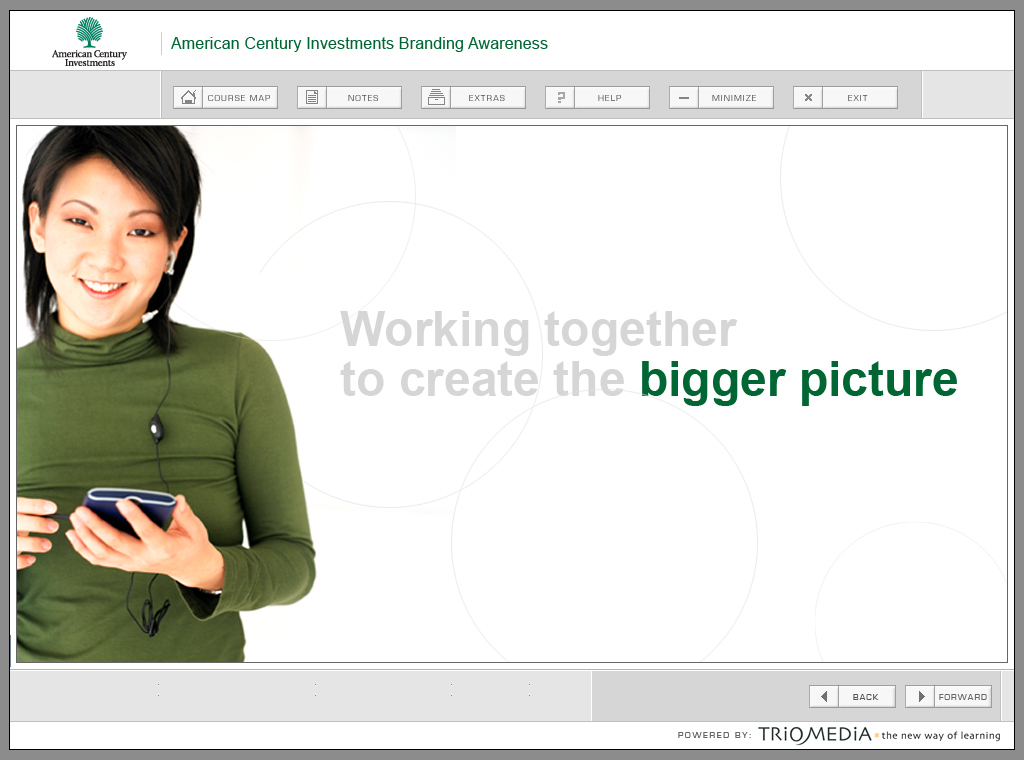 American Century
Investments
American Century Investments Branding Awareness
COURSE MAP
NOTES
EXTRAS
HELP
MINIMIZE
EXIT
Working together
to create the bigger picture
BACK
FORWARD
POWERED BY: TRiOMEDiA the new way of learning